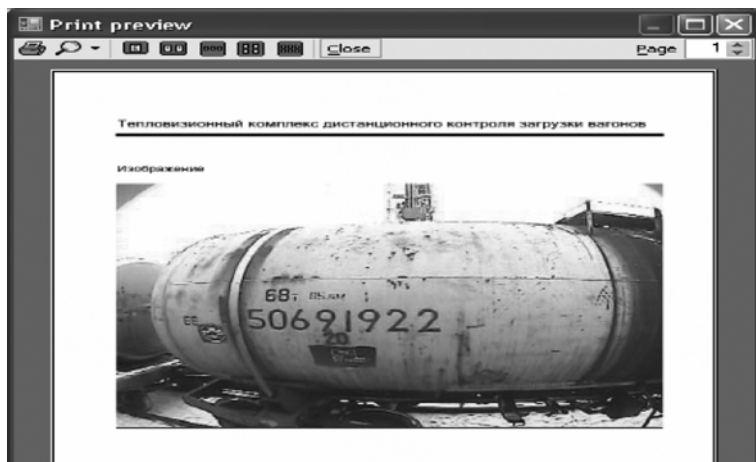 Print preview
Close Page 1
Тепловизионный комплекс дистанционного контроля загрузки вагонов
Изображение
68т
50691922
20